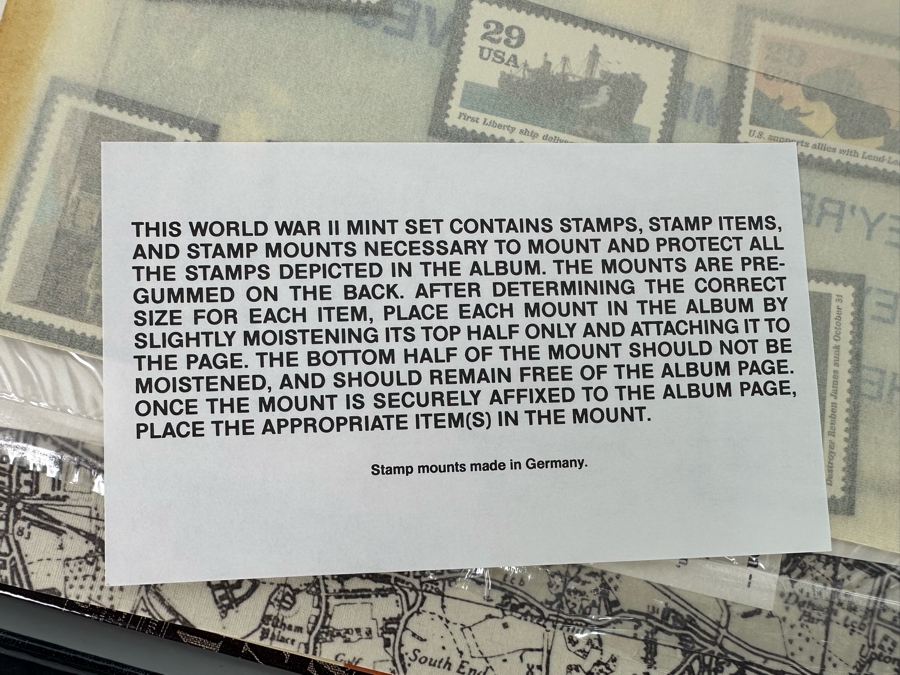 29
USA
First Liberty ship
U.S. supports allies with Lend-
THIS WORLD WAR II MINT SET CONTAINS STAMPS, STAMP ITEMS,
AND STAMP MOUNTS NECESSARY TO MOUNT AND PROTECT ALL
THE STAMPS DEPICTED IN THE ALBUM. THE MOUNTS ARE PRE-
GUMMED ON THE BACK. AFTER DETERMINING THE CORRECT
SIZE FOR EACH ITEM, PLACE EACH MOUNT IN THE ALBUM BY
SLIGHTLY MOISTENING ITS TOP HALF ONLY AND ATTACHING IT TO
THE PAGE. THE BOTTOM HALF OF THE MOUNT SHOULD NOT BE
MOISTENED, AND SHOULD REMAIN FREE OF THE ALBUM PAGE.
ONCE THE MOUNT IS SECURELY AFFIXED TO THE ALBUM PAGE,
PLACE THE APPROPRIATE ITEM(S) IN THE MOUNT.
Stamp mounts made in Germany.
Destroyer Reuben James sunk October 31
Palace
South End